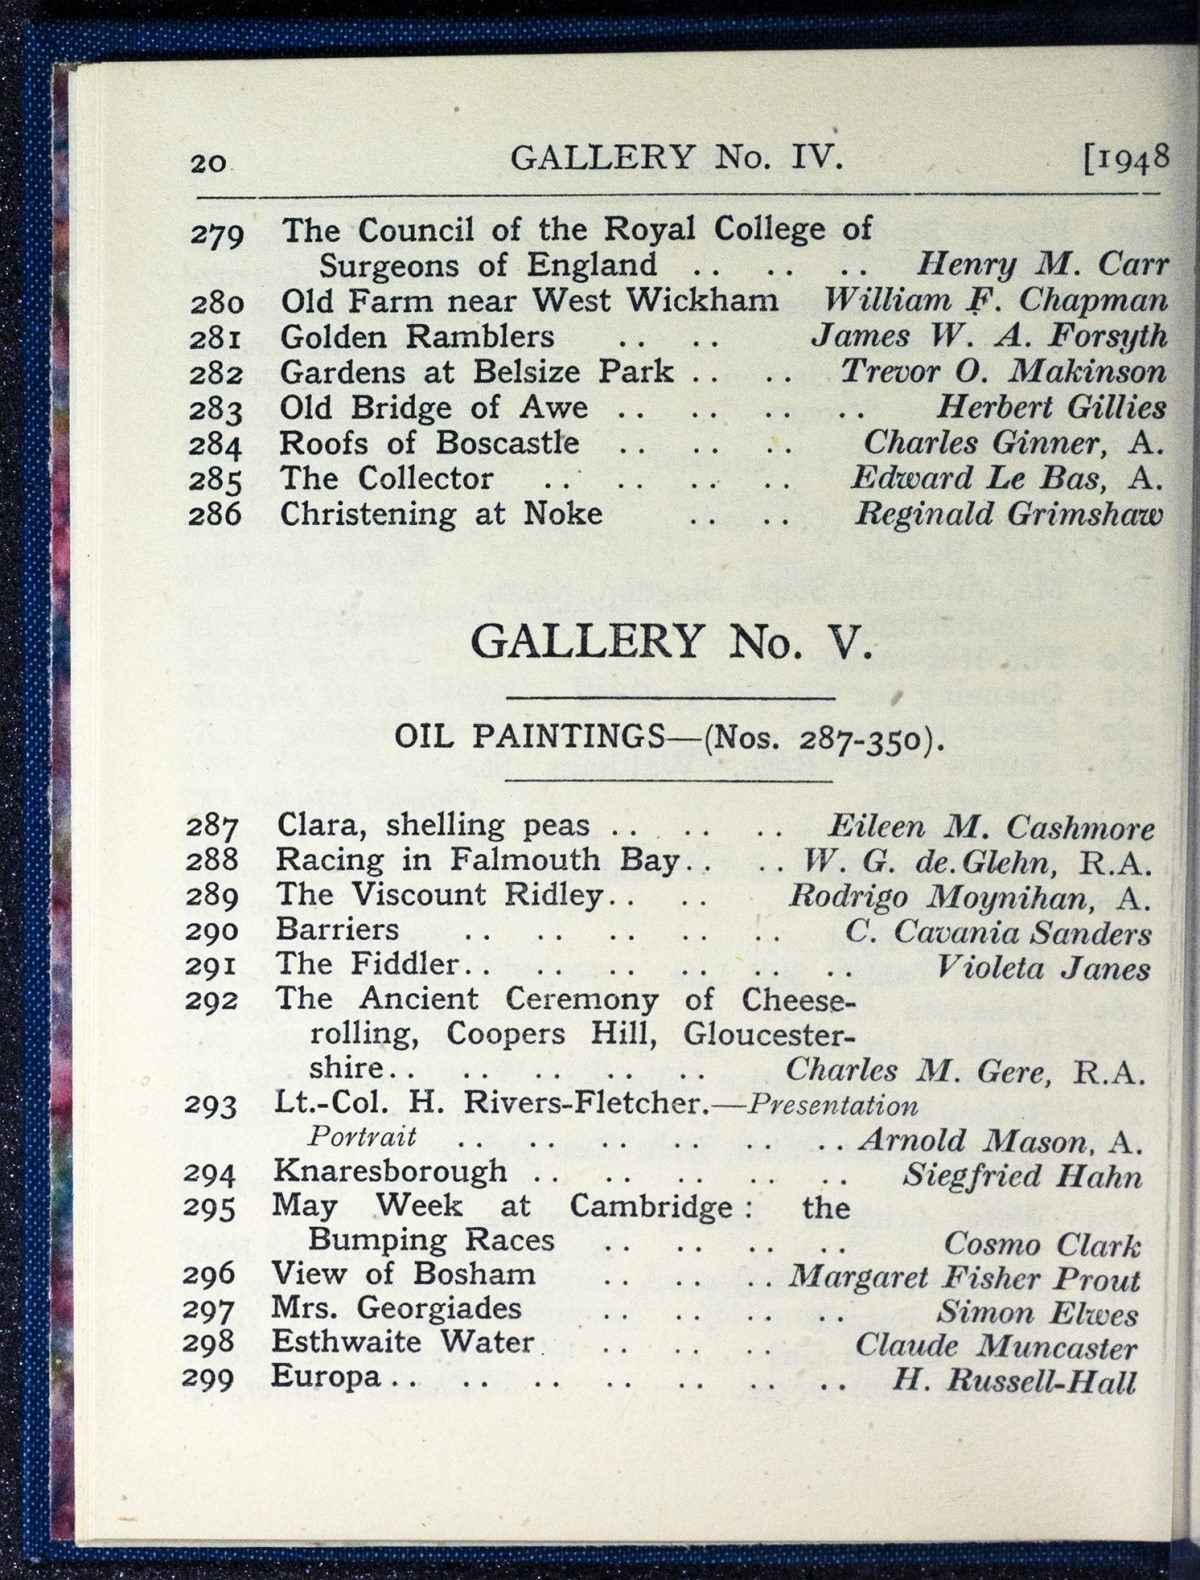 20 GALLERY No. IV. [1948
279 The Council of the Royal College of
Surgeons of England .. .. .. Henry M. Carr
280 Old Farm near West Wickham William F. Chapman
281 Golden Ramblers .. .. James W. A. Forsyth
282 Gardens at Belsize Park .. .. Trevor O. Makinson
283 Old Bridge of Awe .. .. .. .. Herbert Gillies
284 Roofs of Boscastle .. .. .. Charles Ginner, A.
285 The Collector .. .. .. .. Edward Le Bas, A.
286 Christening at Noke .. .. Reginald Grimshaw
GALLERY No. V.
OIL PAINTINGS—(Nos. 287-350).
287 Clara, shelling peas .. .. .. Eileen M. Cashmore
288 Racing in Falmouth Bay.. .. W. G. de Glehn, R.A.
289 The Viscount Ridley.. .. Rodrigo Moynihan, A.
290 Barriers .. .. .. .. .. C. Cavania Sanders
291 The Fiddler.. .. .. .. .. .. Violeta Janes
292 The Ancient Ceremony of Cheese-
rolling, Coopers Hill, Gloucester-
shire.. .. .. .. .. Charles M. Gere, R.A.
293 Lt.-Col. H. Rivers-Fletcher.—Presentation
Portrait .. .. .. .. .. .. Arnold Mason, A.
294 Knaresborough .. .. .. .. .. Siegfried Hahn
295 May Week at Cambridge : the
Bumping Races .. .. .. .. Cosmo Clark
296 View of Bosham .. .. .. Margaret Fisher Prout
297 Mrs. Georgiades .. .. .. .. Simon Elwes
298 Esthwaite Water .. .. .. Claude Muncaster
299 Europa .. .. .. .. .. .. .. H. Russell-Hall